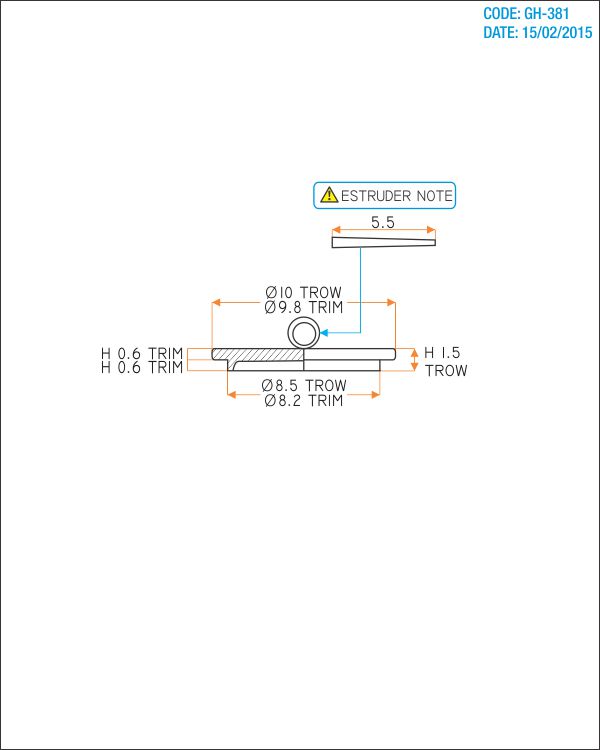 CODE: GH-381
DATE: 15/02/2015
ESTRUDER NOTE
5.5
Ø10 TROW
Ø9.8 TRIM
H 0.6 TRIM
H 0.6 TRIM
H 1.5
TROW
Ø8.5 TROW
Ø8.2 TRIM